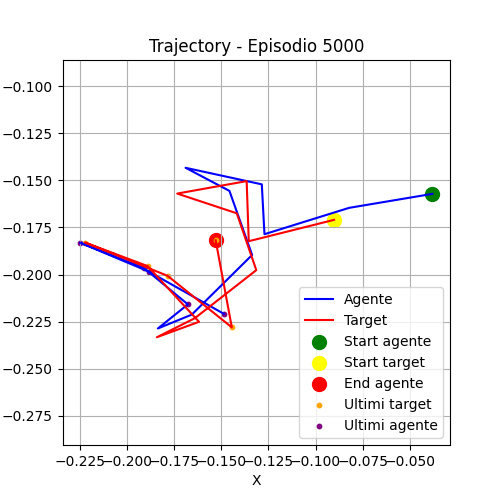 Trajectory - Episodio 5000
−0.100
−0.125
−0.150
−0.175
−0.200
−0.225
−0.250
−0.275
Agente
Target
Start agente
Start target
End agente
Ultimi target
Ultimi agente
−0.225 −0.200 −0.175 −0.150 −0.125 −0.100 −0.075 −0.050
X